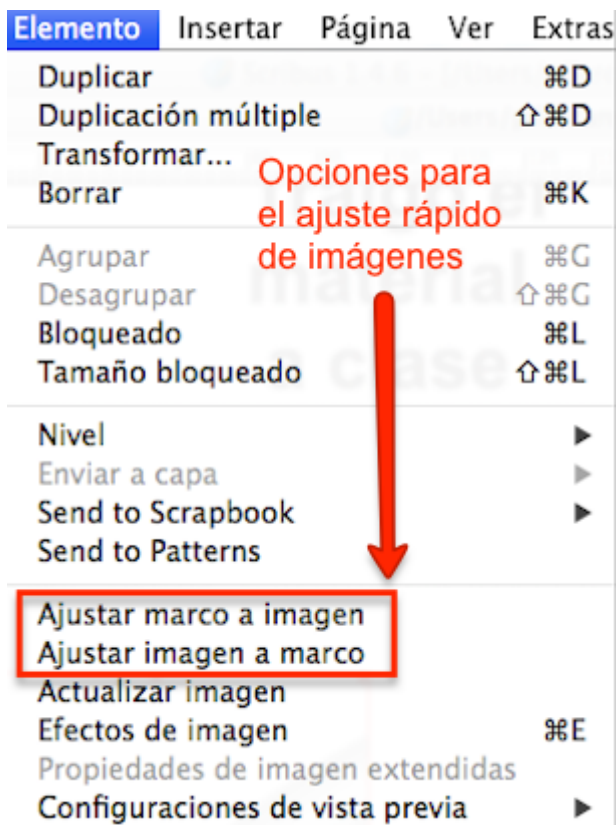 Elemento Insertar Página Ver Extras
Duplicar ⌘D
Duplicación múltiple ⇧⌘D
Transformar...
Borrar ⌘K
Opciones para
el ajuste rápido
de imágenes
Agrupar ⌘G
Desagrupar ⇧⌘G
Bloqueado ⌘L
Tamaño bloqueado ⇧⌘L
Nivel
Enviar a capa
Send to Scrapbook
Send to Patterns
Ajustar marco a imagen
Ajustar imagen a marco
Actualizar imagen
Efectos de imagen ⌘E
Propiedades de imagen extendidas
Configuraciones de vista previa
material
a clase